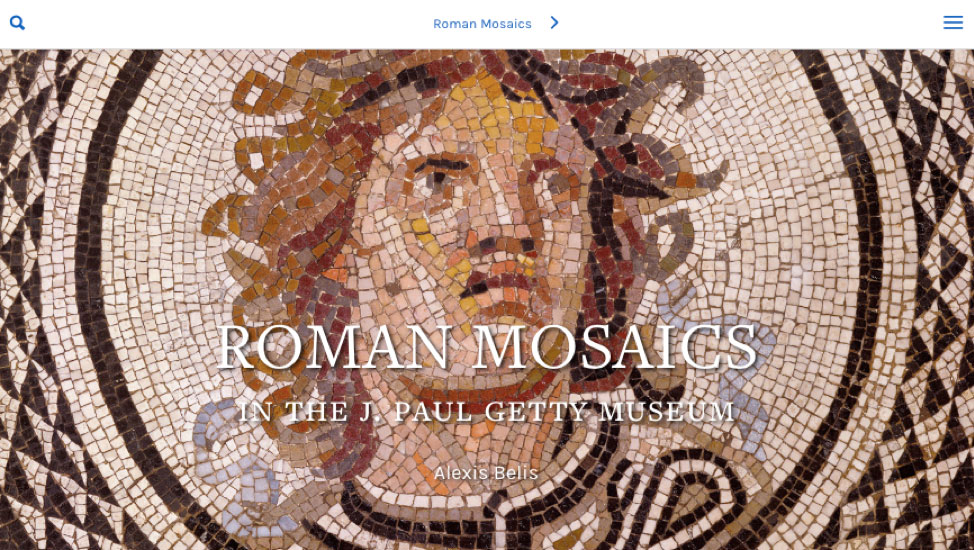 Roman Mosaics
ROMAN MOSAICS
IN THE J. PAUL GETTY MUSEUM
Alexis Belis